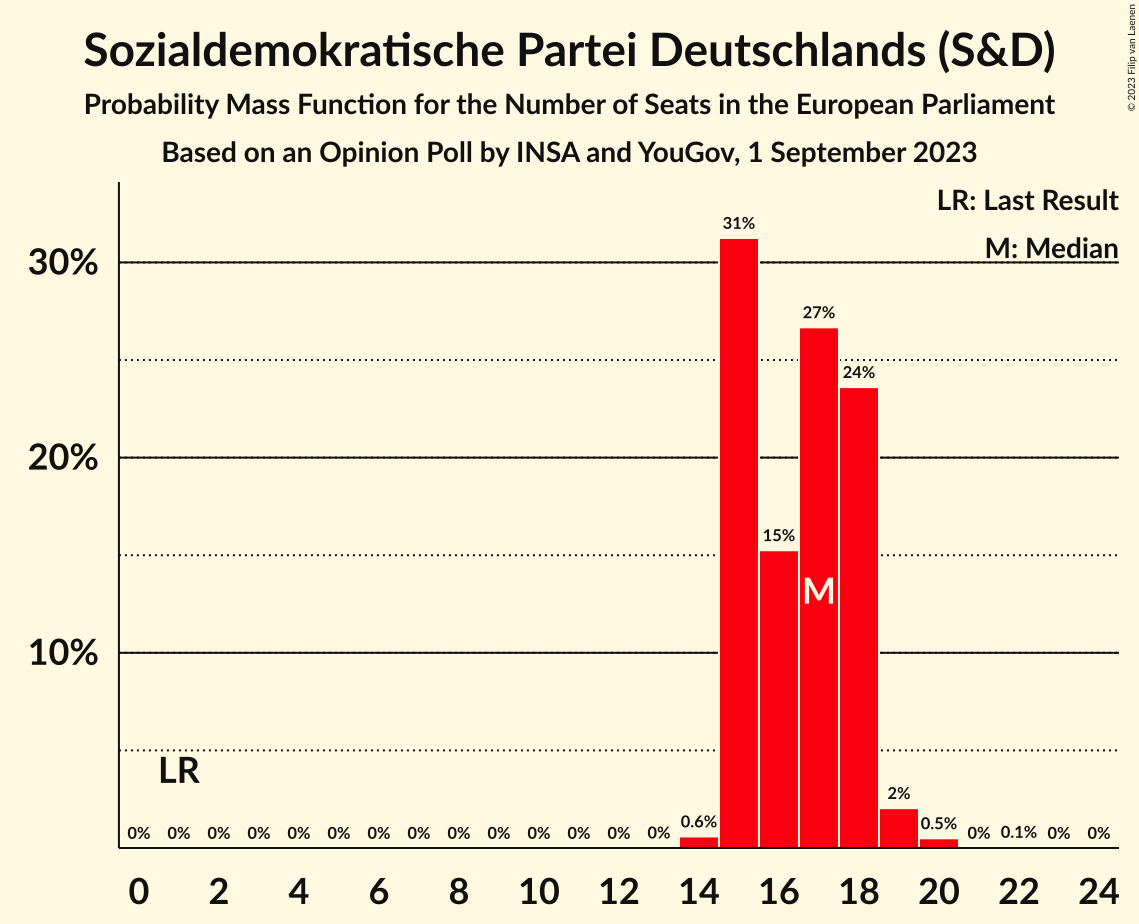 Sozialdemokratische Partei Deutschlands (S&D)
Probability Mass Function for the Number of Seats in the European Parliament
Based on an Opinion Poll by INSA and YouGov, 1 September 2023
© 2023 Filip van Laenen
LR: Last Result
M: Median
30%
20%
10%
31%
27%
24%
15%
M
LR
2%
0% 0% 0% 0% 0% 0% 0% 0% 0% 0% 0% 0% 0% 0% 0.6% 0.5% 0% 0.1% 0% 0%
0 2 4 6 8 10 12 14 16 18 20 22 24